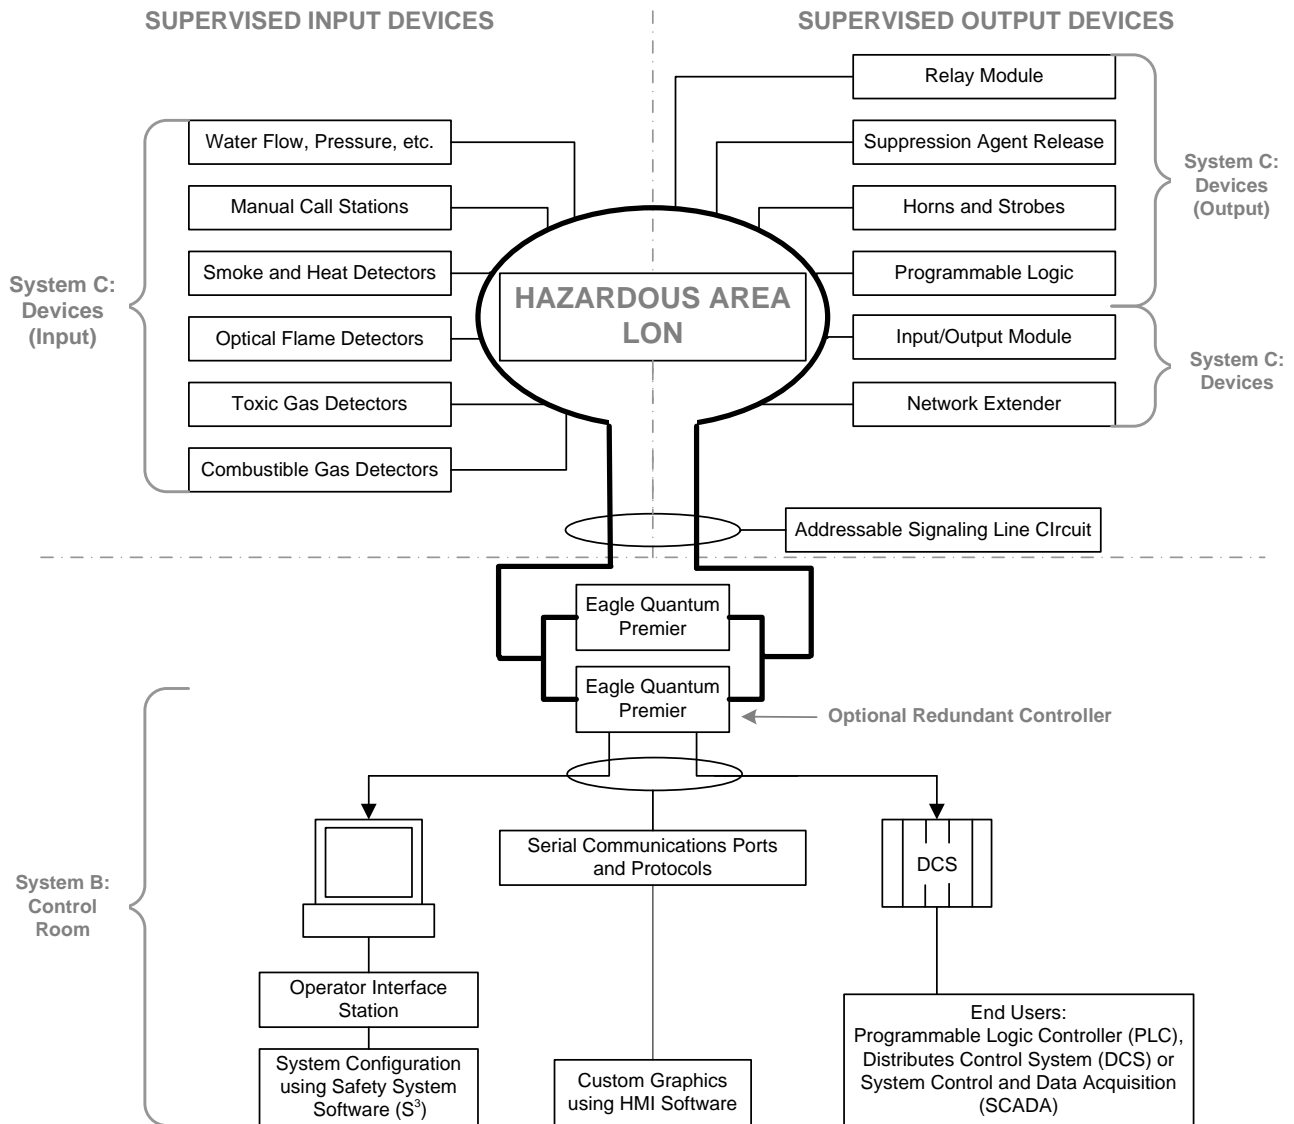 SUPERVISED INPUT DEVICES
SUPERVISED OUTPUT DEVICES
Relay Module
Water Flow, Pressure, etc.
Suppression Agent Release
System C:
Devices
(Output)
Manual Call Stations
Horns and Strobes
Smoke and Heat Detectors
Programmable Logic
System C:
Devices
(Input)
HAZARDOUS AREA
LON
Optical Flame Detectors
Input/Output Module
System C:
Devices
Toxic Gas Detectors
Network Extender
Combustible Gas Detectors
Addressable Signaling Line CIrcuit
Eagle Quantum
Premier
Eagle Quantum
Premier
Optional Redundant Controller
System B:
Control
Room
Serial Communications Ports
and Protocols
DCS
Operator Interface
Station
System Configuration
using Safety System
Software (S³)
Custom Graphics
using HMI Software
End Users:
Programmable Logic Controller (PLC),
Distributes Control System (DCS) or
System Control and Data Acquisition
(SCADA)